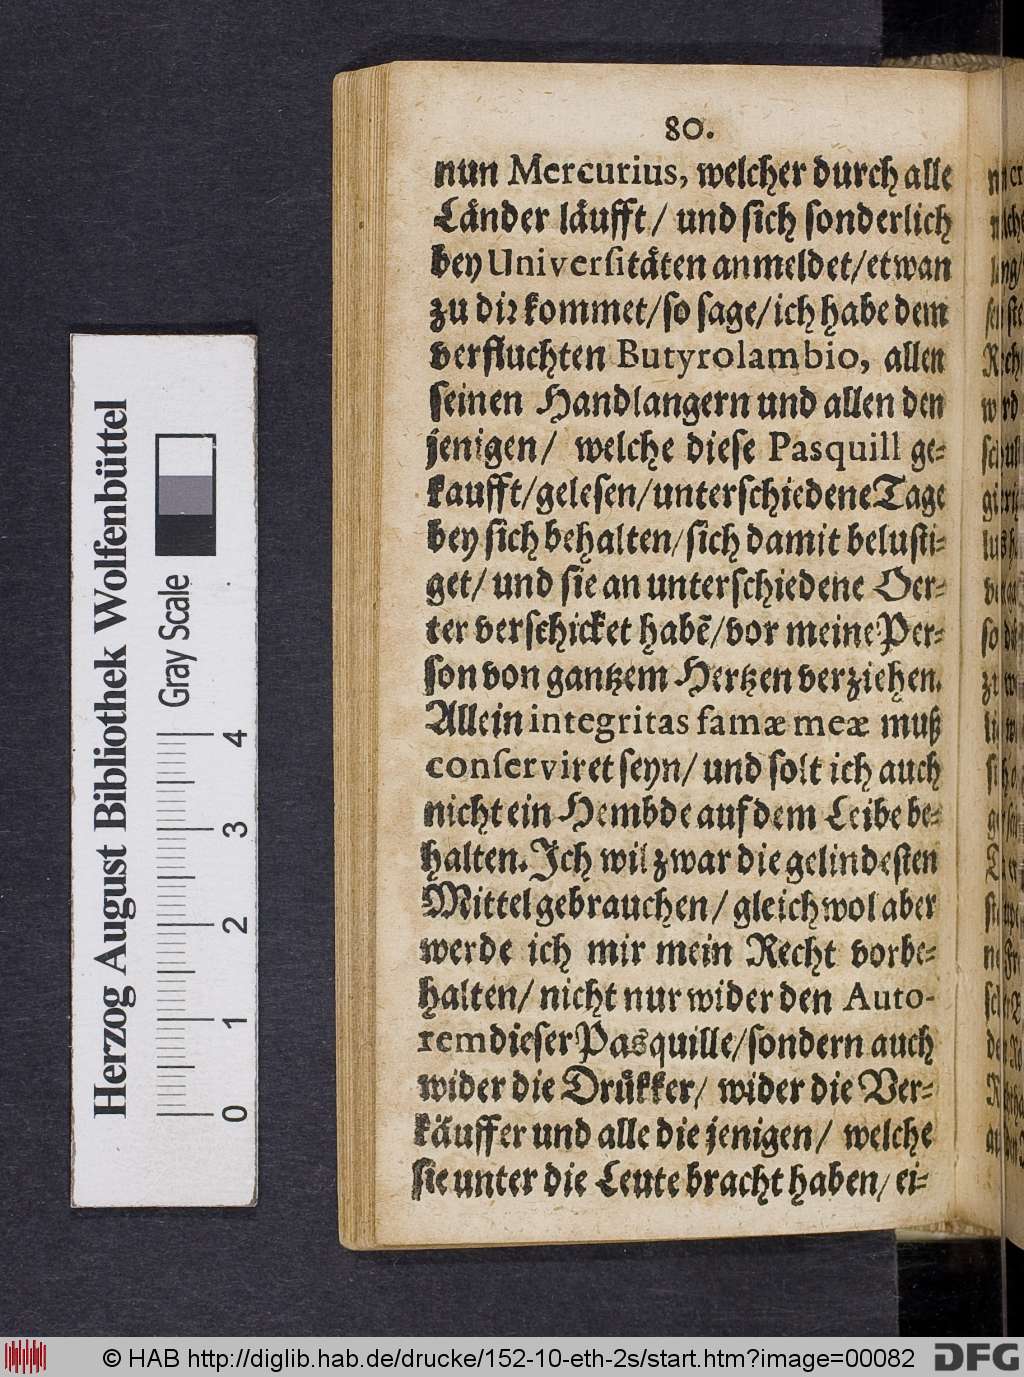 80.
nun Mercurius, welcher durch alle
Länder läufft/ und sich sonderlich
bey Universitäten anmeldet/etwan
zu dir kommet/so sage/ich habe dem
verfluchten Butyrolambio, allen
seinen Handlangern und allen den
jenigen/ welche diese Pasquill ge-
kaufft/gelesen/unterschiedene Tage
bey sich behalten/sich damit belusti-
get/ und sie an unterschiedene Oer-
ter verschicket habē/vor meine Per-
son von gantzem Hertzen verziehen.
Allein integritas famæ meæ muß
conserviret seyn/ und solt ich auch
nicht ein Hembde auf dem Leibe be-
halten. Ich wil zwar die gelindesten
Mittel gebrauchen/ gleichwol aber
werde ich mir mein Recht vorbe-
halten/ nicht nur wider den Auto-
rem dieser Pasquille/sondern auch
wider die Drükker/ wider die Ver-
käuffer und alle die jenigen/ welche
sie unter die Leute bracht haben/ ei-
Herzog August Bibliothek Wolfenbüttel
Gray Scale
0 1 2 3 4
© HAB http://diglib.hab.de/drucke/152-10-eth-2s/start.htm?image=00082
DFG